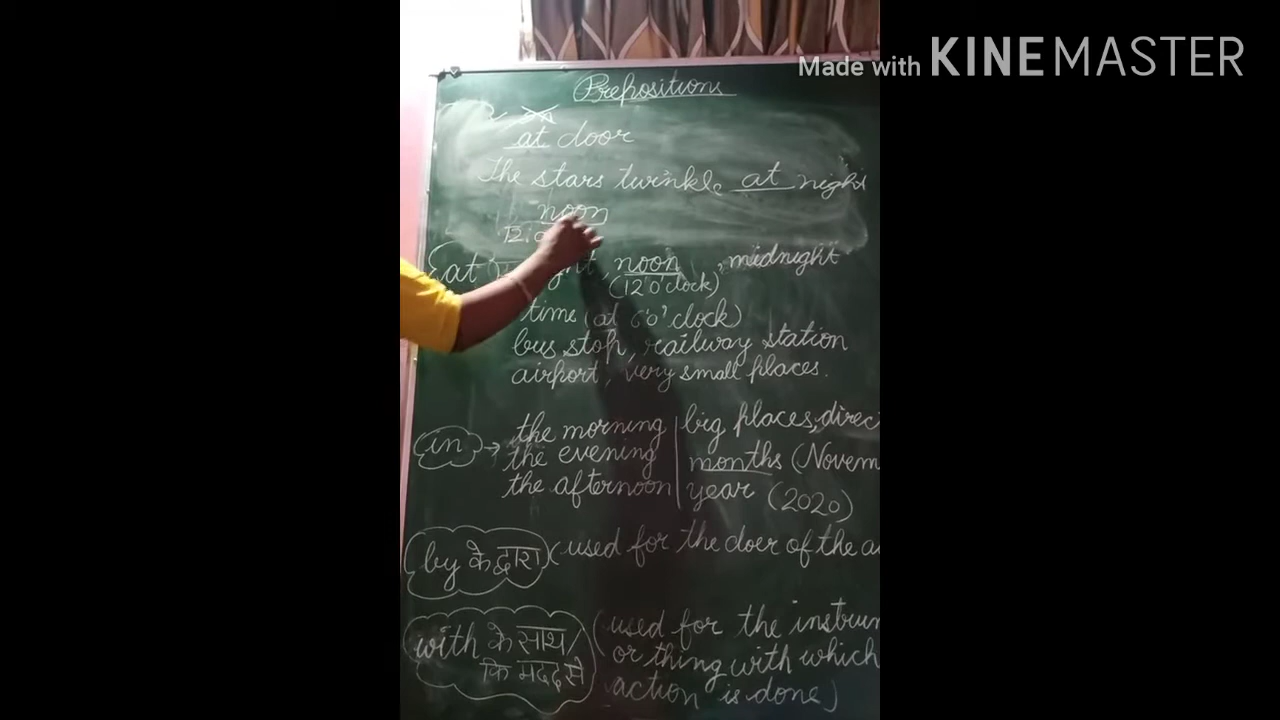 Made with KINEMASTER
Prepositions
at door
The stars twinkle at night
noon
{at noon, midnight
(12'o'clock)
time (at 6'o'clock)
bus stop, railway station
airport, very small places.
in → the morning | big places, direc
the evening | months (Novem
the afternoon | year (2020)
by के द्वारा (used for the doer of the a
with के साथ/ (used for the instrum
कि मदद से or thing with which
action is done)